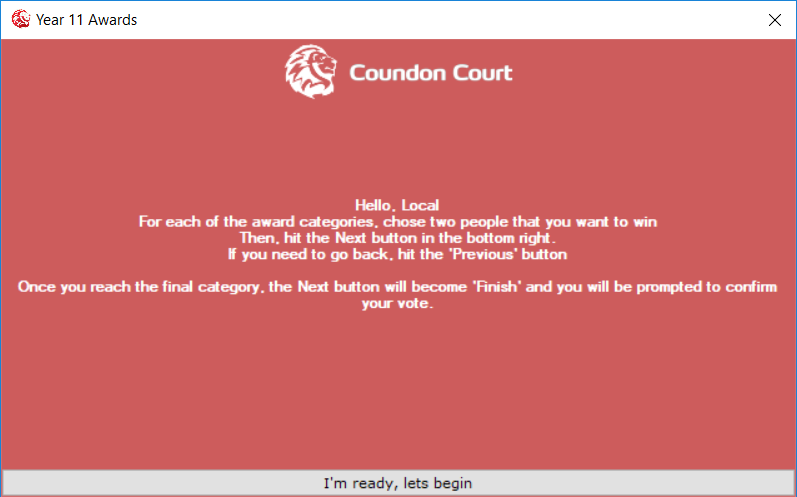 Year 11 Awards
Coundon Court
Hello, Local
For each of the award categories, chose two people that you want to win
Then, hit the Next button in the bottom right.
If you need to go back, hit the 'Previous' button
Once you reach the final category, the Next button will become 'Finish' and you will be prompted to confirm
your vote.
I'm ready, lets begin